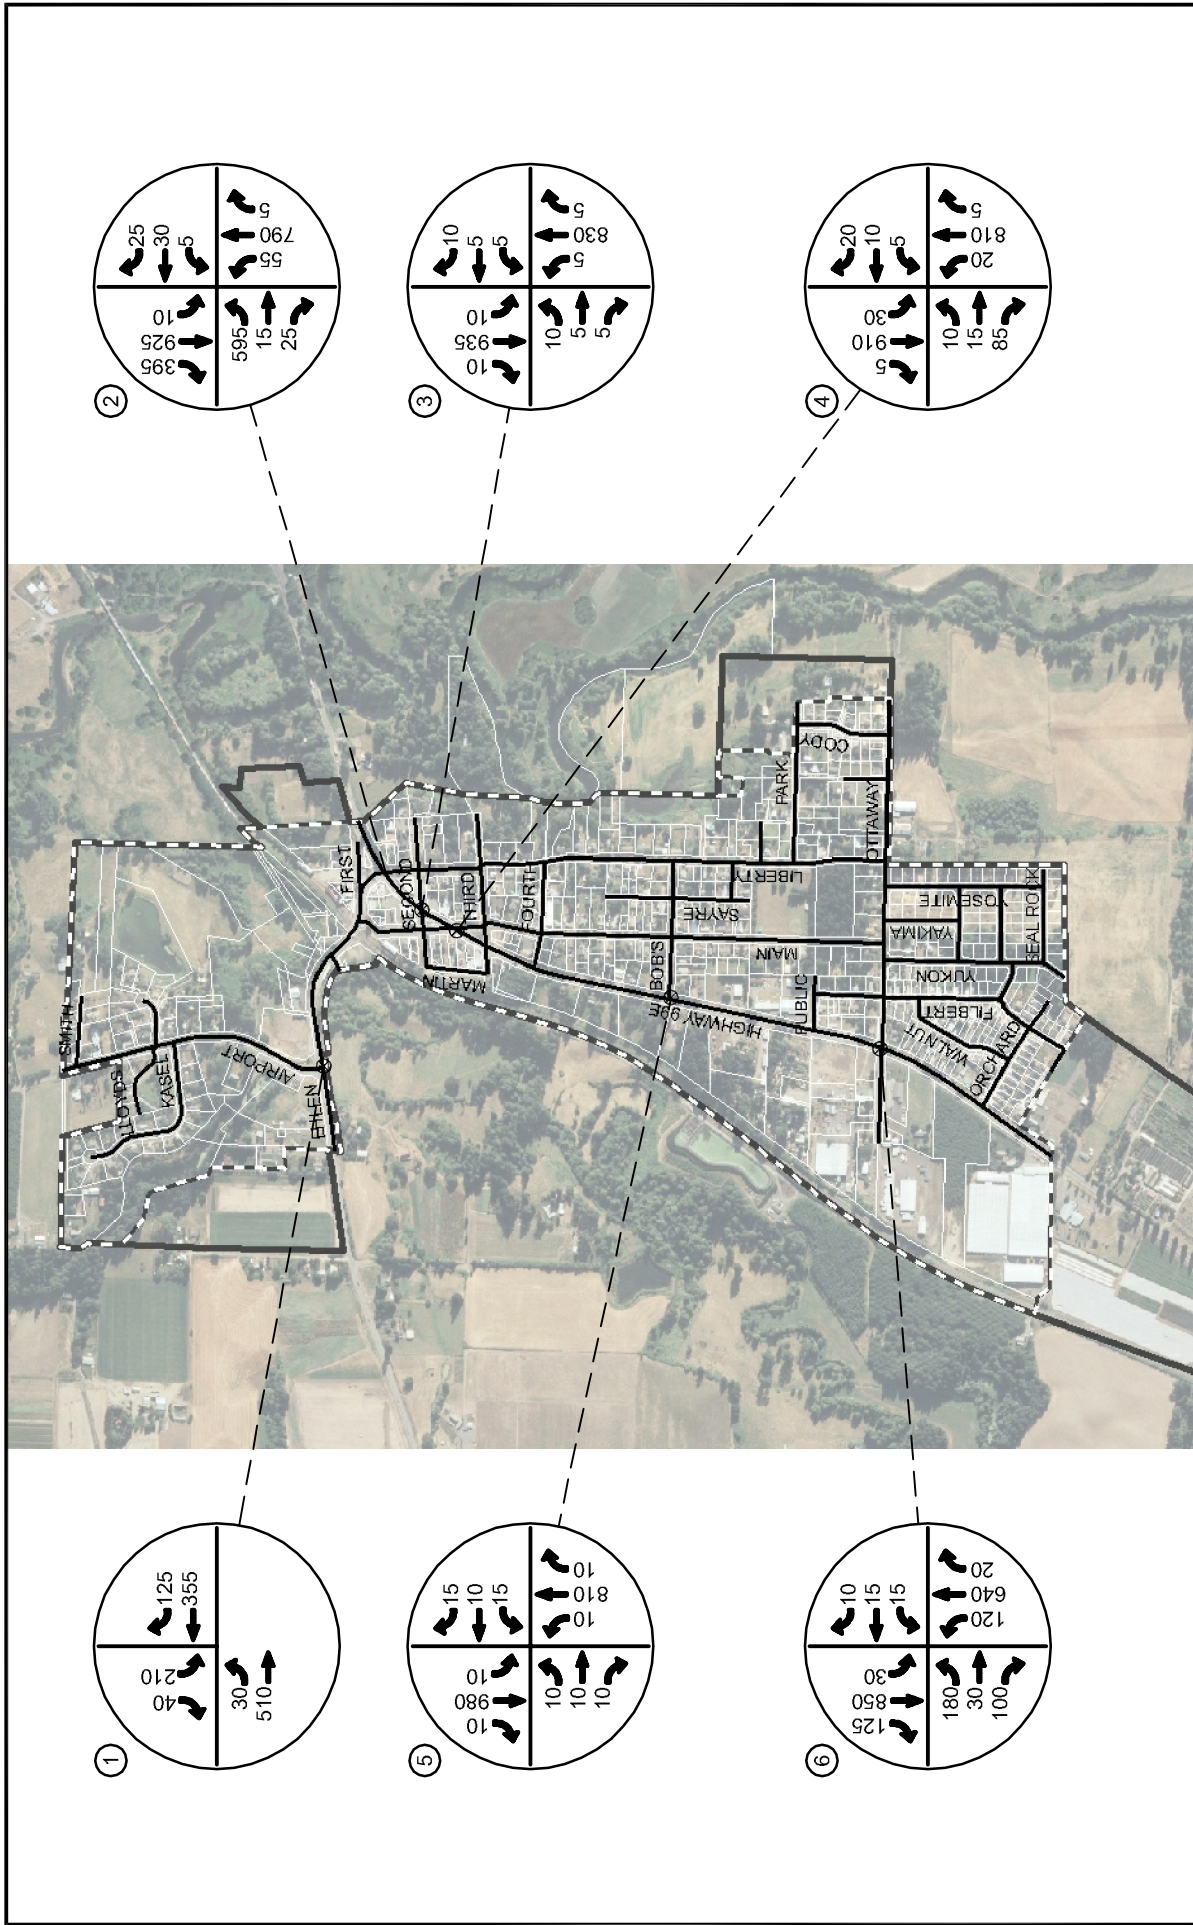 2
25
30
5
10
925
395
595
15
25
55
790
5
3
10
5
5
10
935
10
10
5
5
5
830
5
4
20
10
5
30
910
5
10
15
85
20
810
5
SMITH
LLOYDS
KASEL
AIRPORT
EHLEN
FIRST
SECOND
THIRD
FOURTH
MARTIN
BOB'S
HIGHWAY 99E
SAYRE
LIBERTY
MAIN
PUBLIC
PARK
CODY
OTTAWAY
YOSEMITE
YAKIMA
YUKON
FILBERT
WALNUT
ORCHARD
SEALROCK
1
125
355
210
40
30
510
5
15
10
15
10
980
10
10
10
10
10
810
10
6
10
15
15
30
850
125
180
30
100
120
640
20